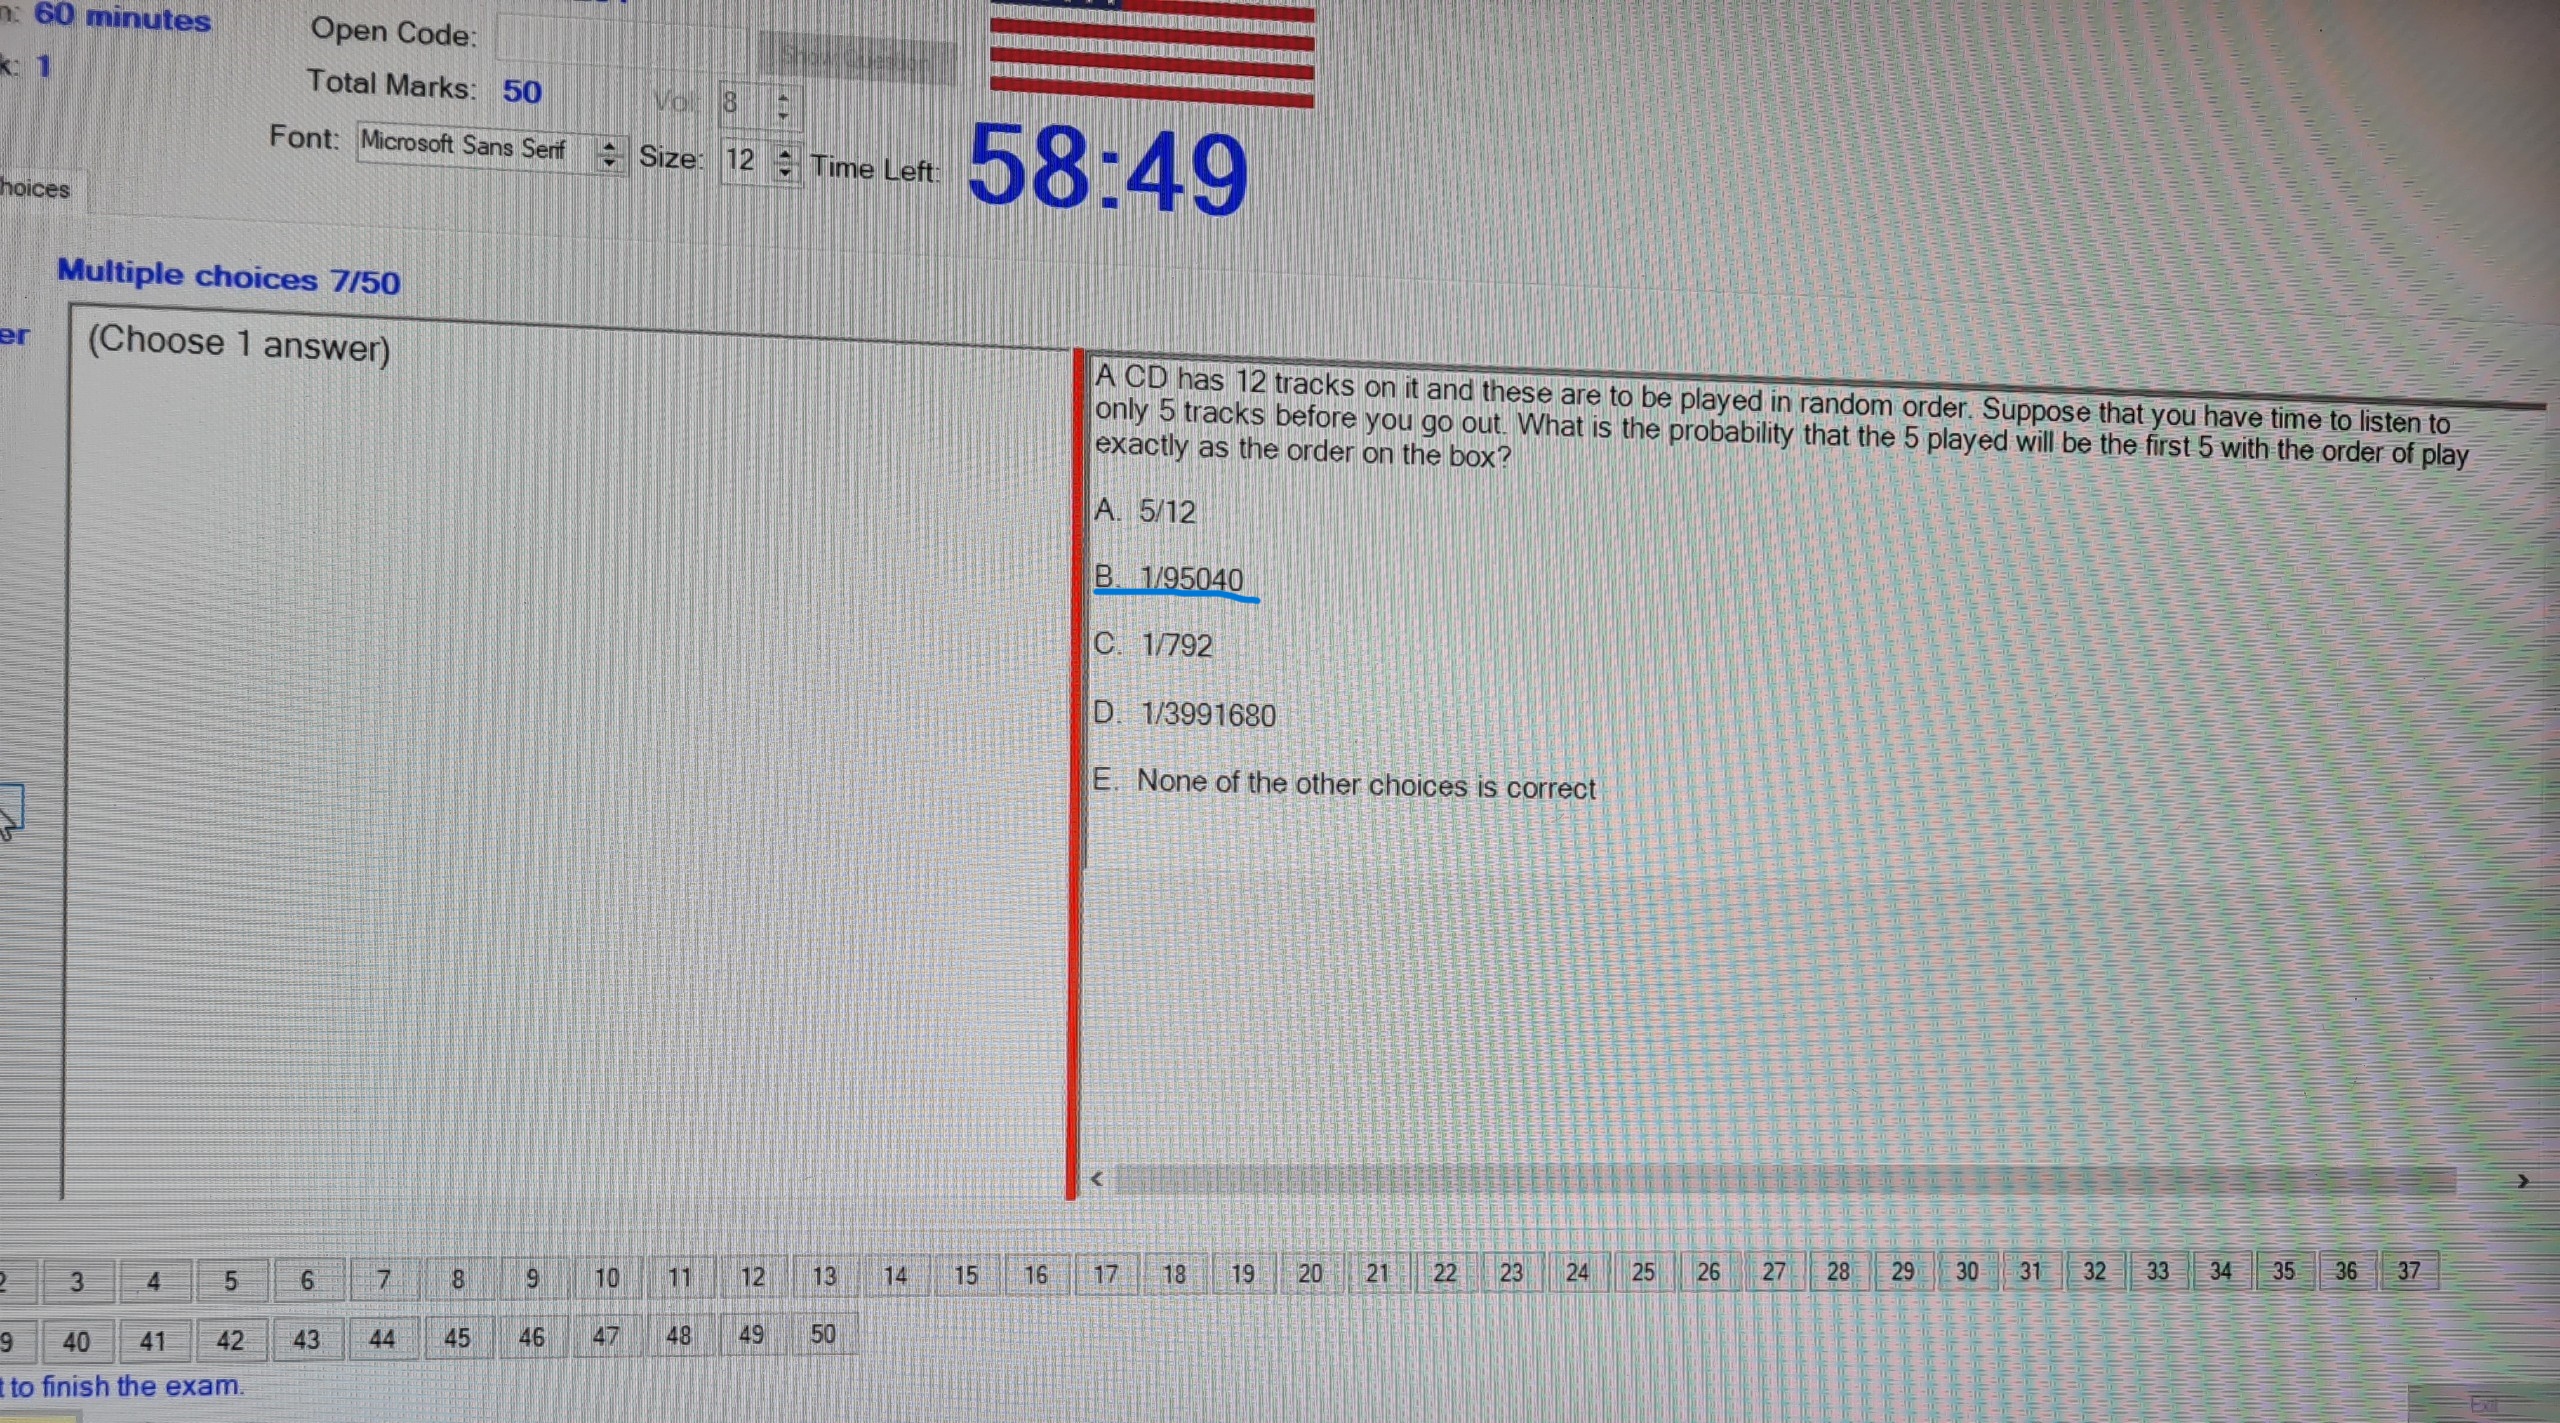 60 minutes
Open Code:
Show Question
1
Total Marks: 50
Vol 8
Font: Microsoft Sans Serif Size: 12 Time Left: 58:49
hoices
Multiple choices 7/50
er
(Choose 1 answer)
A CD has 12 tracks on it and these are to be played in random order. Suppose that you have time to listen to
only 5 tracks before you go out. What is the probability that the 5 played will be the first 5 with the order of play
exactly as the order on the box?
A. 5/12
B. 1/95040
C. 1/792
D. 1/3991680
E. None of the other choices is correct
2 3 4 5 6 7 8 9 10 11 12 13 14 15 16 17 18 19 20 21 22 23 24 25 26 27 28 29 30 31 32 33 34 35 36 37
9 40 41 42 43 44 45 46 47 48 49 50
t to finish the exam.
Exit